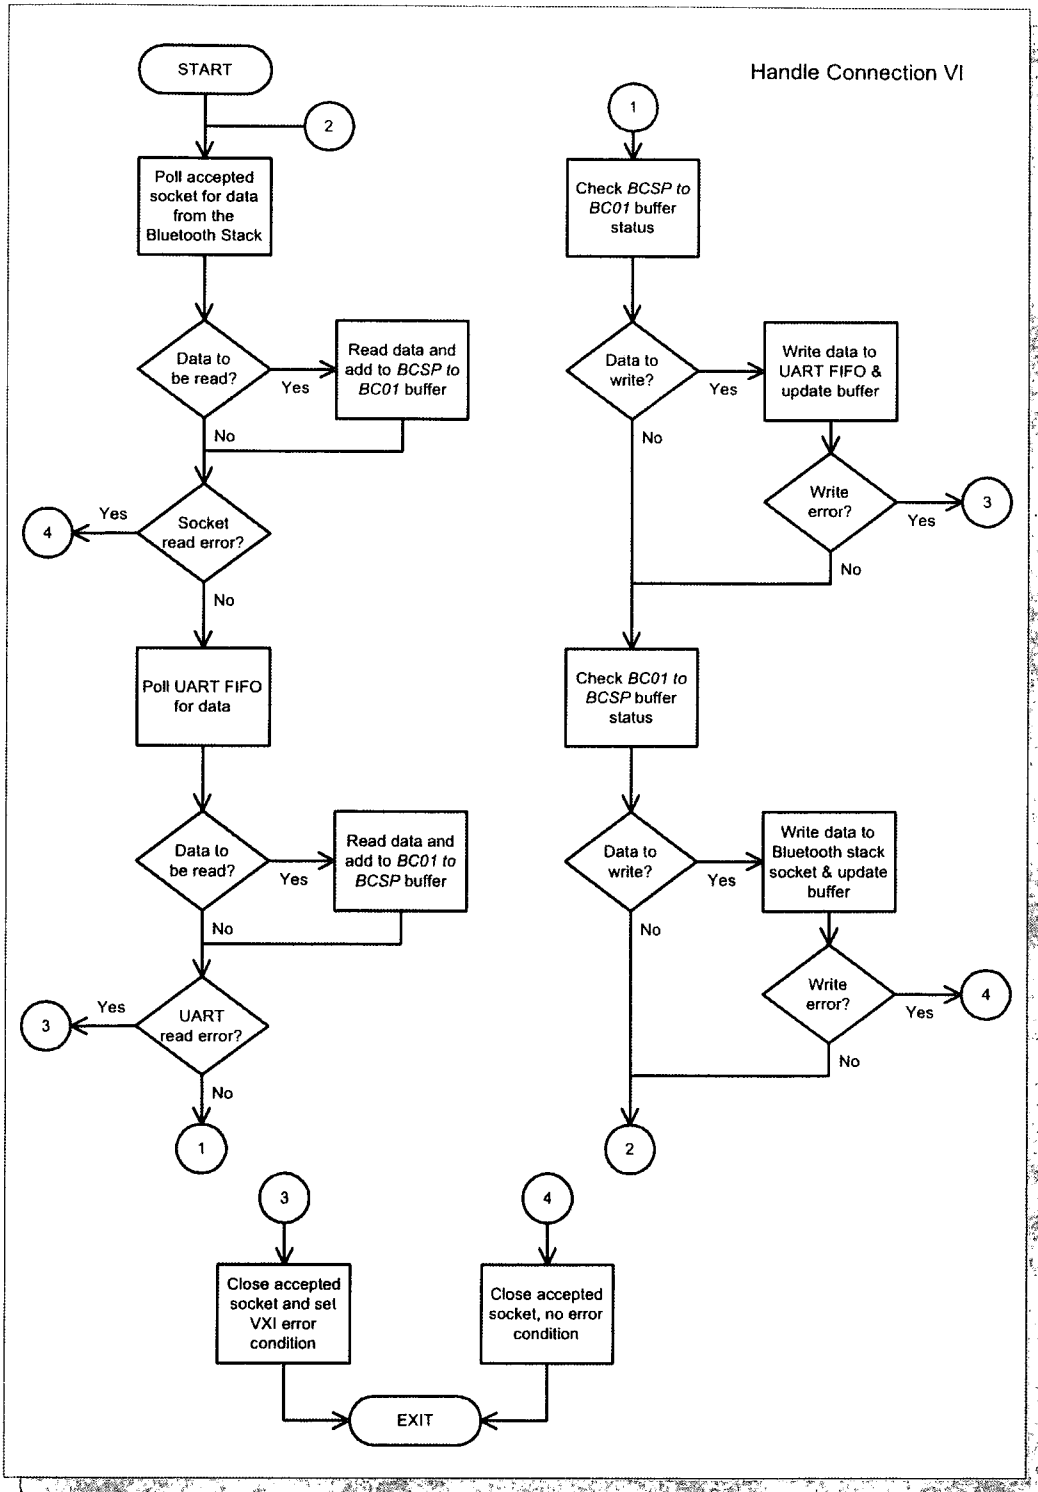 Handle Connection VI
START
2
Poll accepted
socket for data
from the
Bluetooth Stack
Data to
be read?
Yes
Read data and
add to BCSP to
BC01 buffer
No
Socket
read error?
Yes
4
No
Poll UART FIFO
for data
Data to
be read?
Yes
Read data and
add to BC01 to
BCSP buffer
No
UART
read error?
Yes
3
No
1
1
Check BCSP to
BC01 buffer
status
Data to
write?
Yes
Write data to
UART FIFO &
update buffer
No
Write
error?
Yes
3
No
Check BC01 to
BCSP buffer
status
Data to
write?
Yes
Write data to
Bluetooth stack
socket & update
buffer
No
Write
error?
Yes
4
No
2
3
Close accepted
socket and set
VXI error
condition
4
Close accepted
socket, no error
condition
EXIT